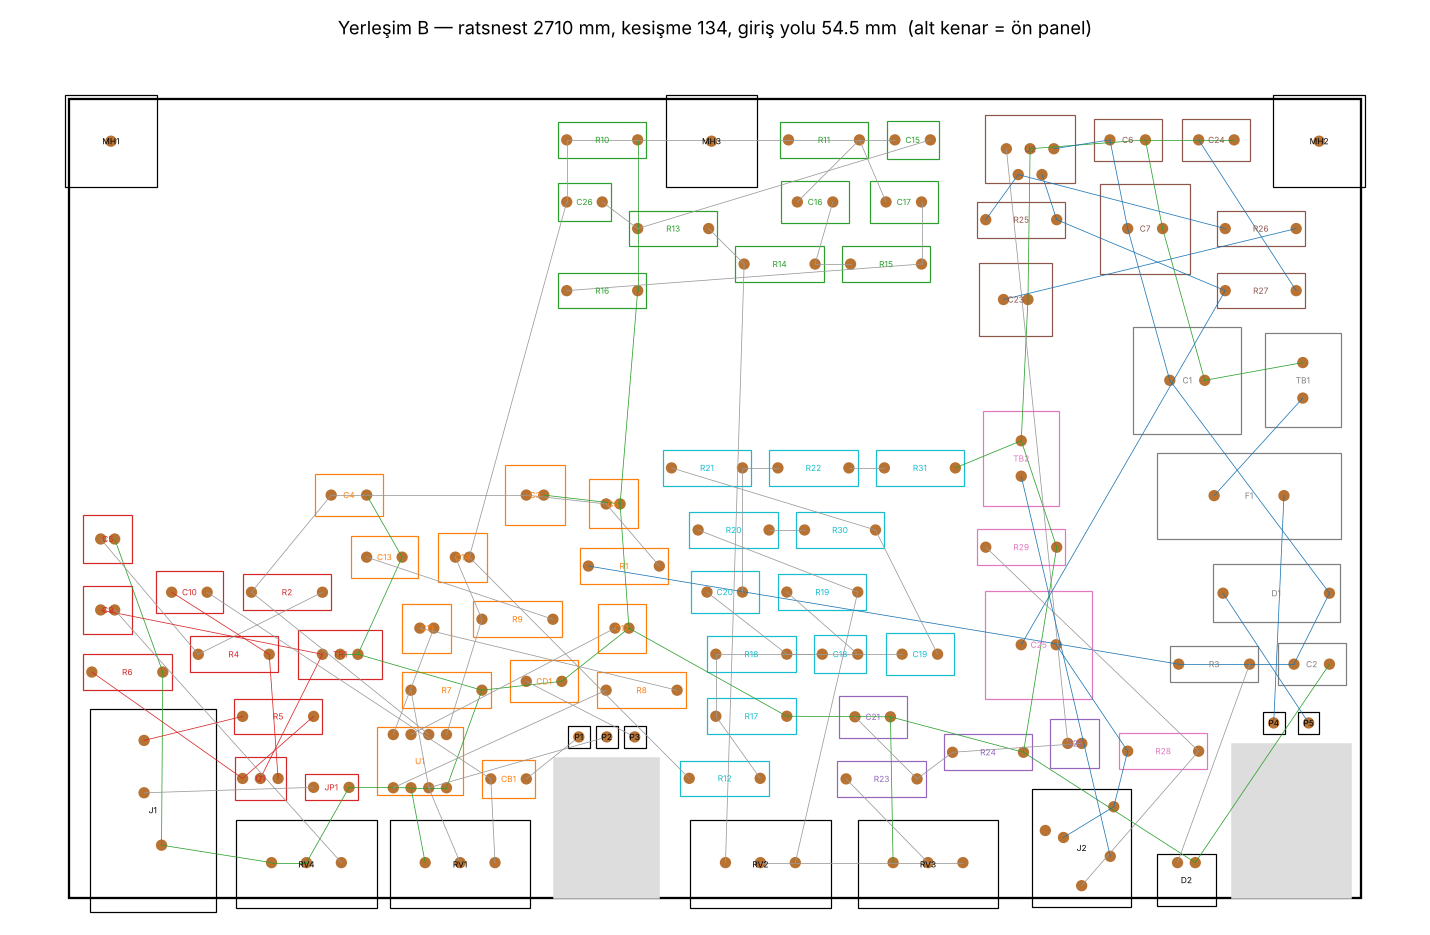 Yerleşim B — ratsnest 2710 mm, kesişme 134, giriş yolu 54.5 mm  (alt kenar = ön panel)
MH1
R10
MH3
R11
C15
C6
C24
MH2
C26
C16
C17
R25
R13
C7
R26
R14
R15
R16
R27
C23
C1
TB1
TB2
R21
R22
R31
C4
F1
R20
R30
C13
R29
R1
C10
R2
C20
R19
D1
R9
R4
R18
C18
C19
C25
R3
C2
R6
CD1
R7
R8
R5
R17
C21
P4
P5
P1
P2
P3
R24
R28
U1
CB1
R12
R23
JP1
J1
J2
RV4
RV1
RV2
RV3
D2